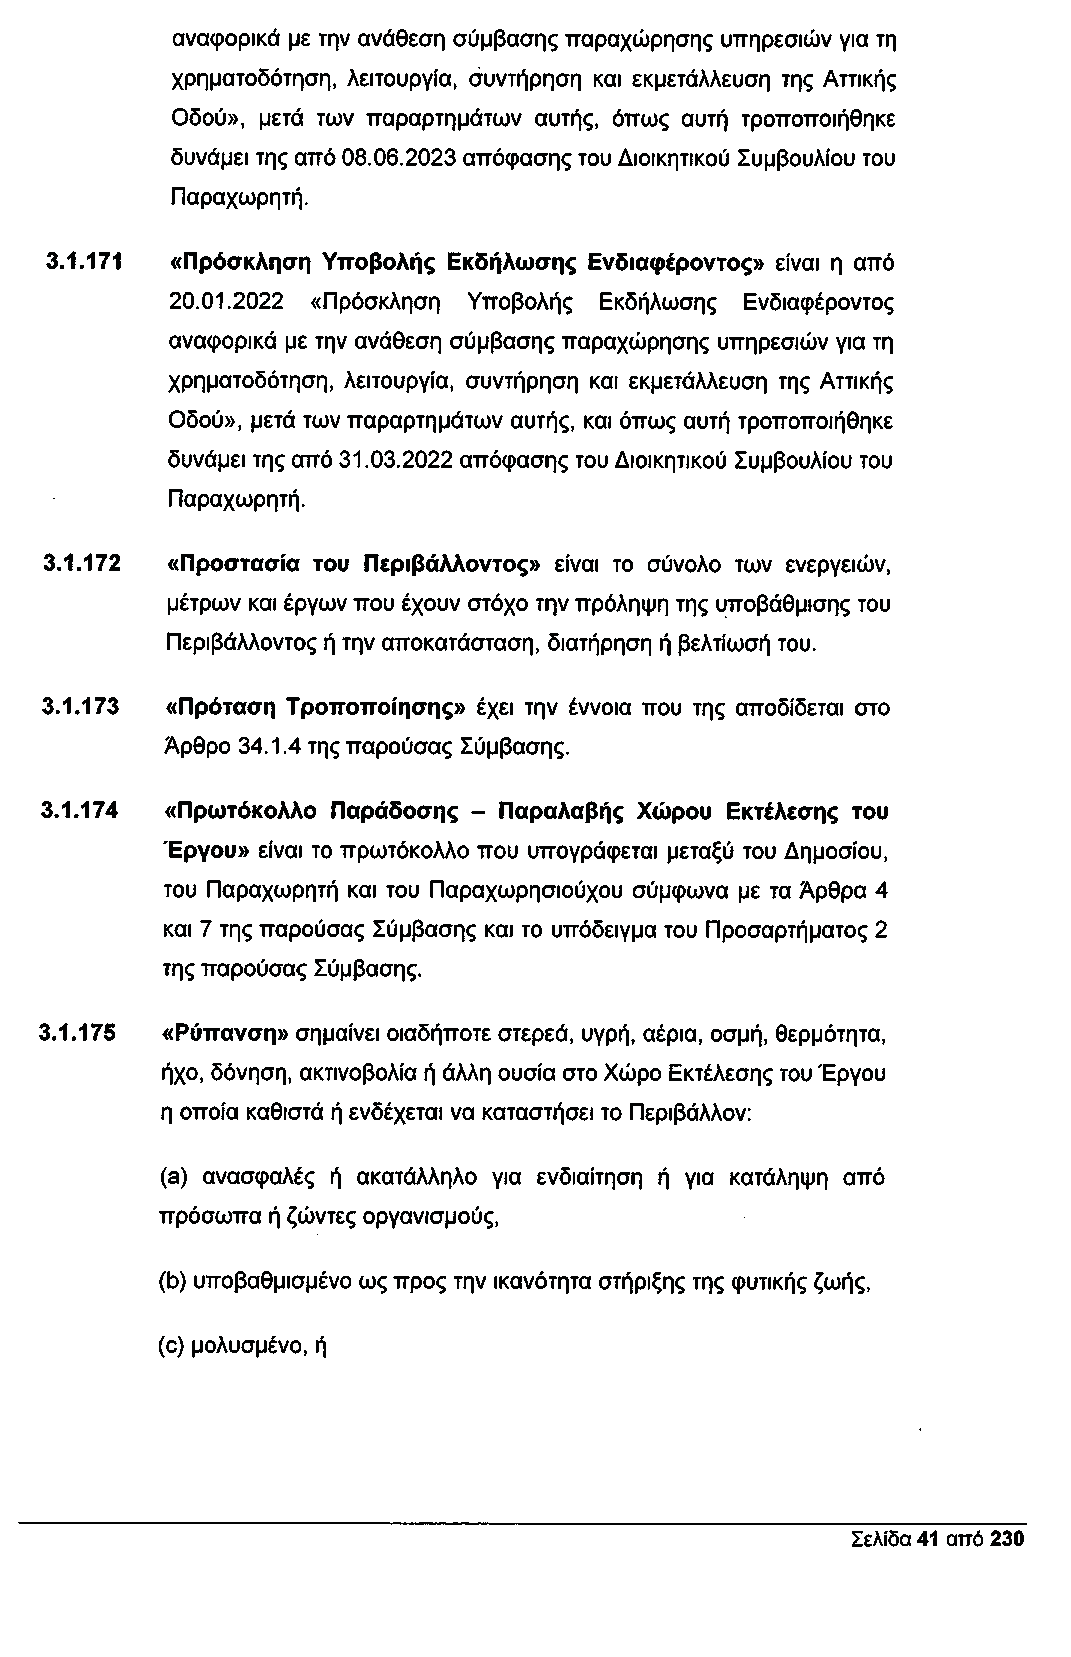 αναφορικά με την ανάθεση σύμβασης παραχώρησης υπηρεσιών για τη
χρηματοδότηση, λειτουργία, συντήρηση και εκμετάλλευση της Αττικής
Οδού», μετά των παραρτημάτων αυτής, όπως αυτή τροποποιήθηκε
δυνάμει της από 08.06.2023 απόφασης του Διοικητικού Συμβουλίου του
Παραχωρητή.
3.1.171 «Πρόσκληση Υποβολής Εκδήλωσης Ενδιαφέροντος» είναι η από
20.01.2022 «Πρόσκληση Υποβολής Εκδήλωσης Ενδιαφέροντος
αναφορικά με την ανάθεση σύμβασης παραχώρησης υπηρεσιών για τη
χρηματοδότηση, λειτουργία, συντήρηση και εκμετάλλευση της Αττικής
Οδού», μετά των παραρτημάτων αυτής, και όπως αυτή τροποποιήθηκε
δυνάμει της από 31.03.2022 απόφασης του Διοικητικού Συμβουλίου του
Παραχωρητή.
3.1.172 «Προστασία του Περιβάλλοντος» είναι το σύνολο των ενεργειών,
μέτρων και έργων που έχουν στόχο την πρόληψη της υποβάθμισης του
Περιβάλλοντος ή την αποκατάσταση, διατήρηση ή βελτίωσή του.
3.1.173 «Πρόταση Τροποποίησης» έχει την έννοια που της αποδίδεται στο
Άρθρο 34.1.4 της παρούσας Σύμβασης.
3.1.174 «Πρωτόκολλο Παράδοσης – Παραλαβής Χώρου Εκτέλεσης του
Έργου» είναι το πρωτόκολλο που υπογράφεται μεταξύ του Δημοσίου,
του Παραχωρητή και του Παραχωρησιούχου σύμφωνα με τα Άρθρα 4
και 7 της παρούσας Σύμβασης και το υπόδειγμα του Προσαρτήματος 2
της παρούσας Σύμβασης.
3.1.175 «Ρύπανση» σημαίνει οιαδήποτε στερεά, υγρή, αέρια, οσμή, θερμότητα,
ήχο, δόνηση, ακτινοβολία ή άλλη ουσία στο Χώρο Εκτέλεσης του Έργου
η οποία καθιστά ή ενδέχεται να καταστήσει το Περιβάλλον:
(a) ανασφαλές ή ακατάλληλο για ενδιαίτηση ή για κατάληψη από
πρόσωπα ή ζώντες οργανισμούς,
(b) υποβαθμισμένο ως προς την ικανότητα στήριξης της φυτικής ζωής,
(c) μολυσμένο, ή
Σελίδα 41 από 230